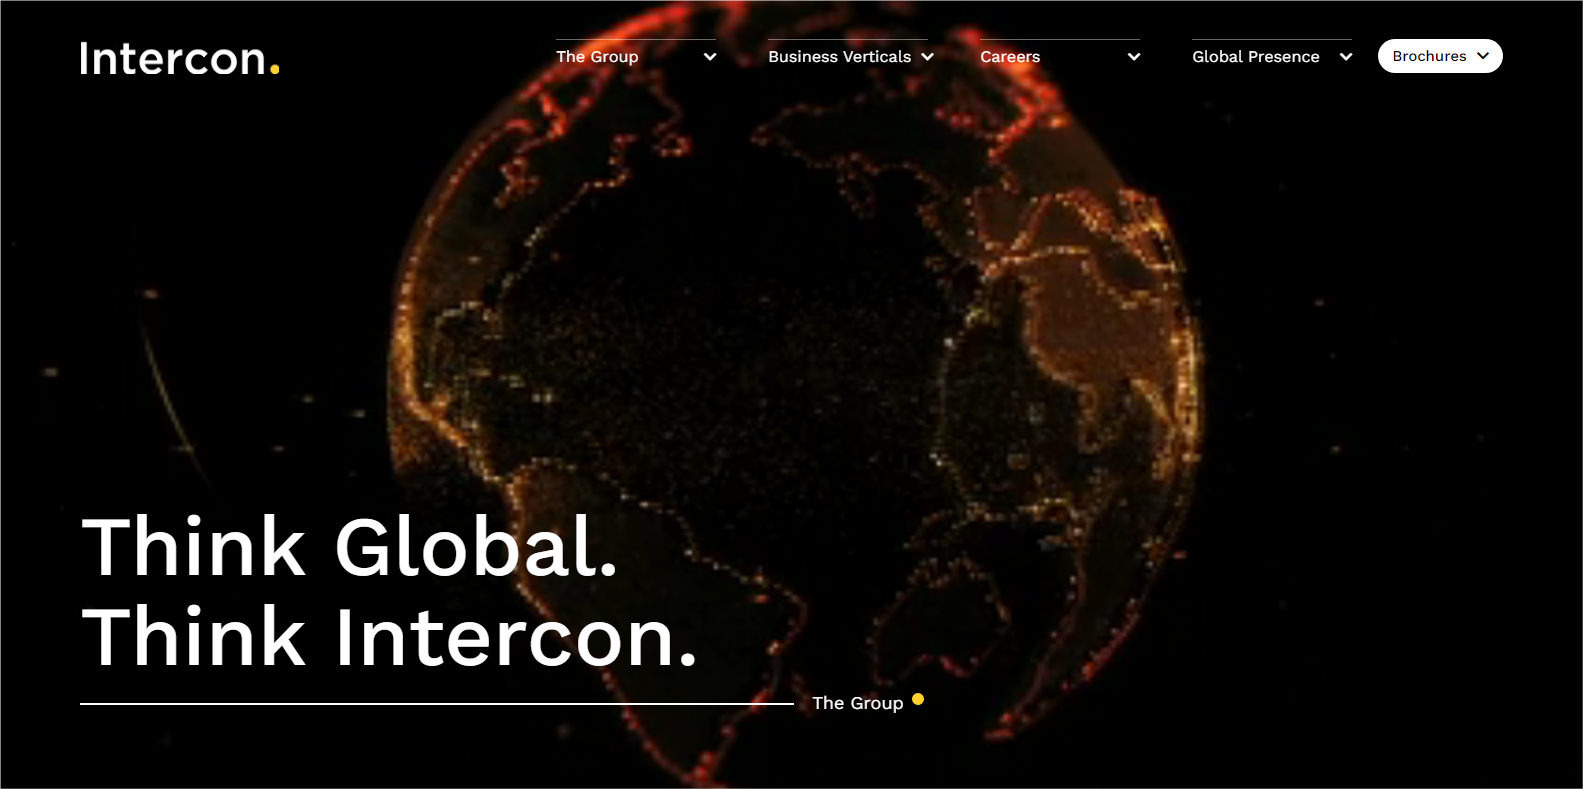 Intercon.
The Group
Business Verticals
Careers
Global Presence
Brochures
Think Global.
Think Intercon.
The Group